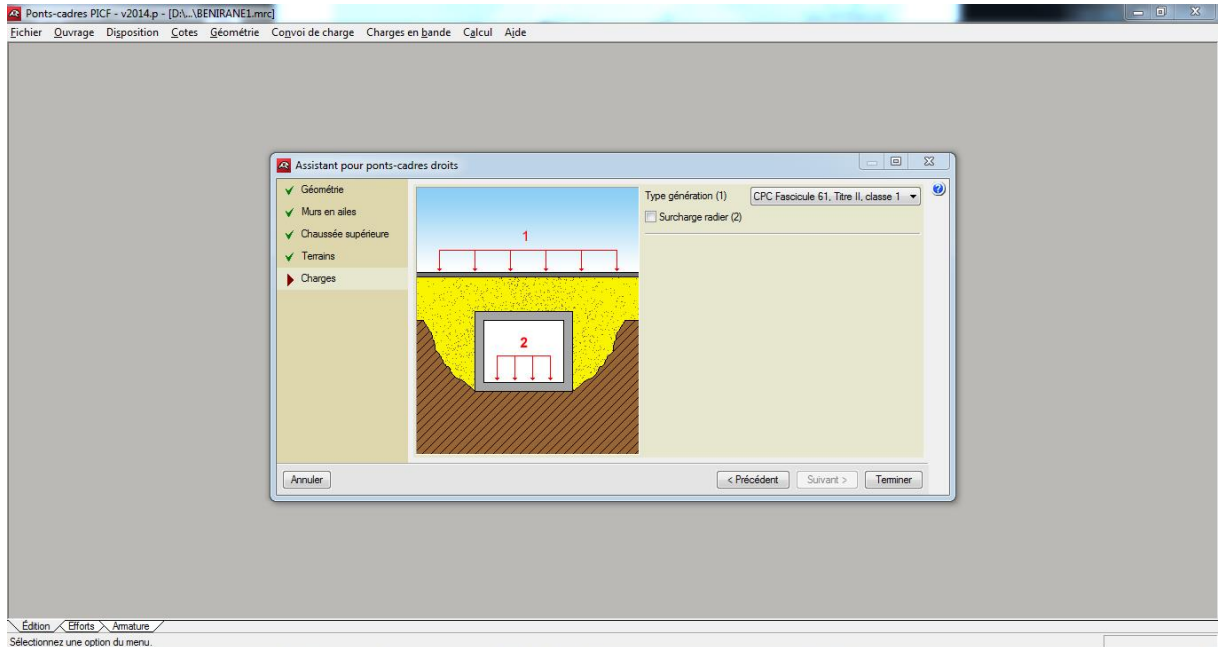 Ponts-cadres PICF - v2014.p - [D:\...\BENIRANE1.mrc]
Fichier Ouvrage Disposition Cotes Géométrie Convoi de charge Charges en bande Calcul Aide
Assistant pour ponts-cadres droits
Géométrie
Murs en ailes
Chaussée supérieure
Terrains
Charges
1
2
Type génération (1) CPC Fascicule 61, Titre II, classe 1
Surcharge radier (2)
Annuler
< Précédent Suivant > Terminer
Édition Efforts Armature
Sélectionnez une option du menu.